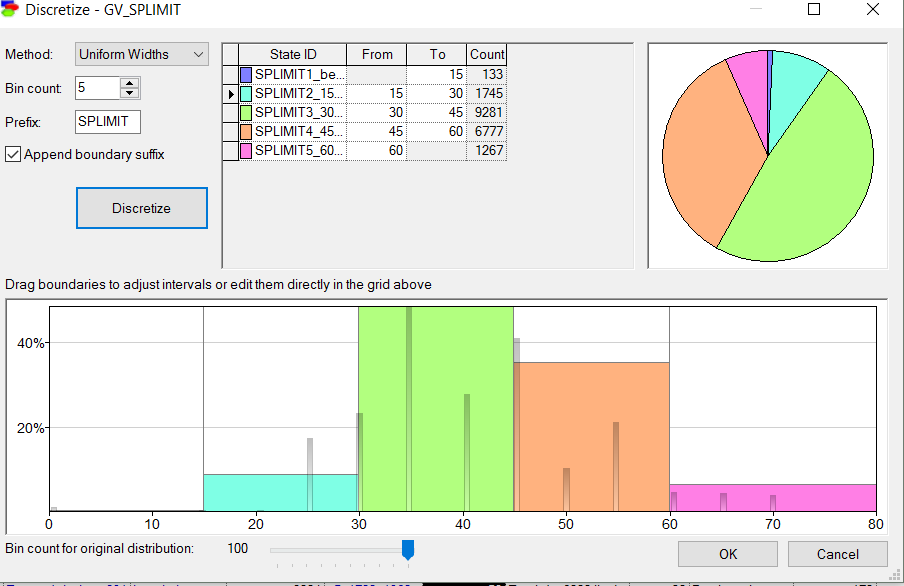 Discretize - GV_SPLIMIT
Method: Uniform Widths
Bin count: 5
Prefix: SPLIMIT
Append boundary suffix
Discretize
State ID From To Count
SPLIMIT1_be... 15 133
SPLIMIT2_15... 15 30 1745
SPLIMIT3_30... 30 45 9281
SPLIMIT4_45... 45 60 6777
SPLIMIT5_60... 60 1267
Drag boundaries to adjust intervals or edit them directly in the grid above
40%
20%
0 10 20 30 40 50 60 70 80
Bin count for original distribution: 100
OK Cancel